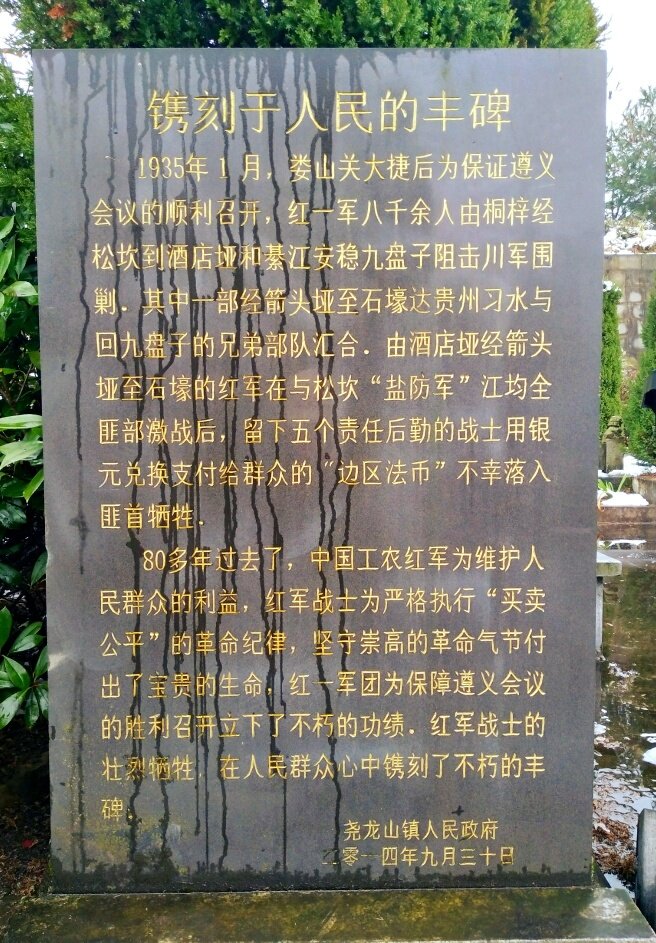 镌刻于人民的丰碑
1935年1月，娄山关大捷后为保证遵义
会议的顺利召开，红一军八千余人由桐梓经
松坎到酒店垭和綦江安稳九盘子阻击川军围
剿．其中一部经箭头垭至石壕达贵州习水与
回九盘子的兄弟部队汇合．由酒店垭经箭头
垭至石壕的红军在与松坎“盐防军”江均全
匪部激战后，留下五个责任后勤的战士用银
元兑换支付给群众的“边区法币”不幸落入
匪首牺牲．
80多年过去了，中国工农红军为维护人
民群众的利益，红军战士为严格执行“买卖
公平”的革命纪律，坚守崇高的革命气节付
出了宝贵的生命，红一军团为保障遵义会议
的胜利召开立下了不朽的功绩．红军战士的
壮烈牺牲，在人民群众心中镌刻了不朽的丰
碑．
尧龙山镇人民政府
二零一四年九月三十日